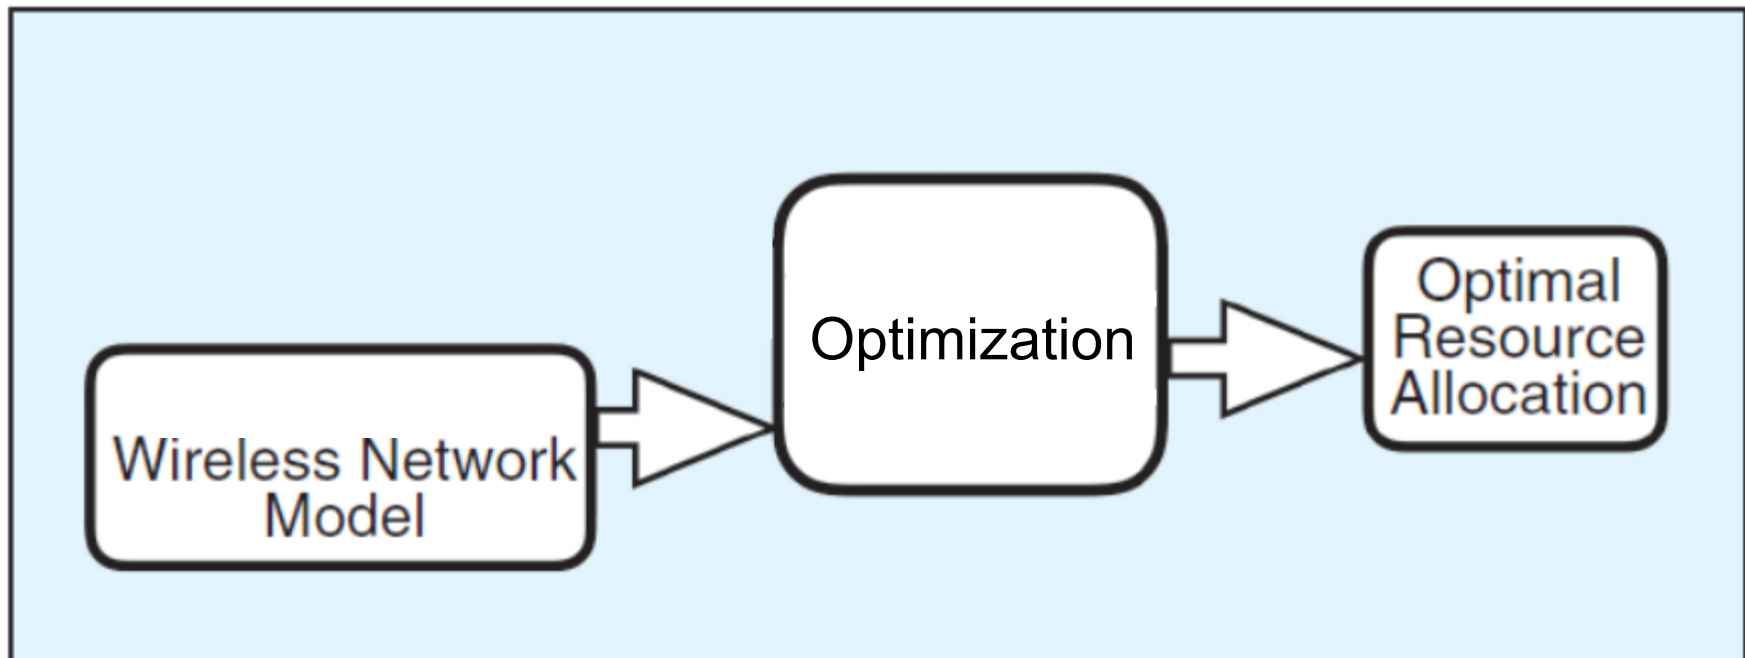 Wireless Network
Model
Optimization
Optimal
Resource
Allocation